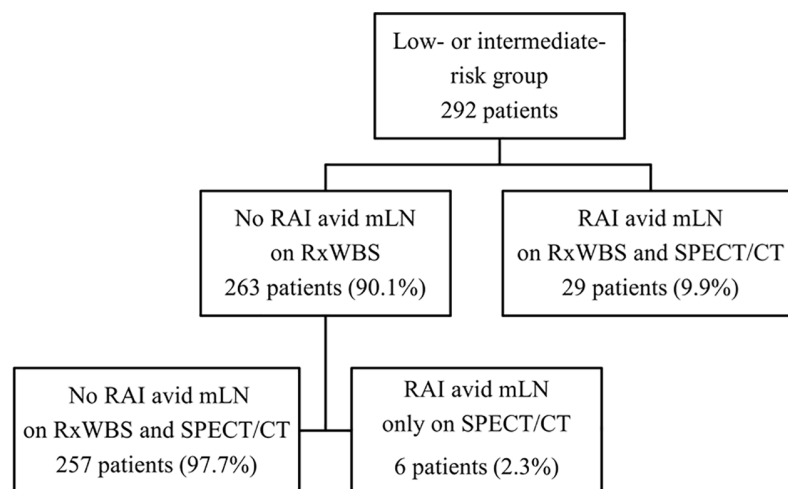 Low- or intermediate-
risk group
292 patients
No RAI avid mLN
on RxWBS
263 patients (90.1%)
RAI avid mLN
on RxWBS and SPECT/CT
29 patients (9.9%)
No RAI avid mLN
on RxWBS and SPECT/CT
257 patients (97.7%)
RAI avid mLN
only on SPECT/CT
6 patients (2.3%)